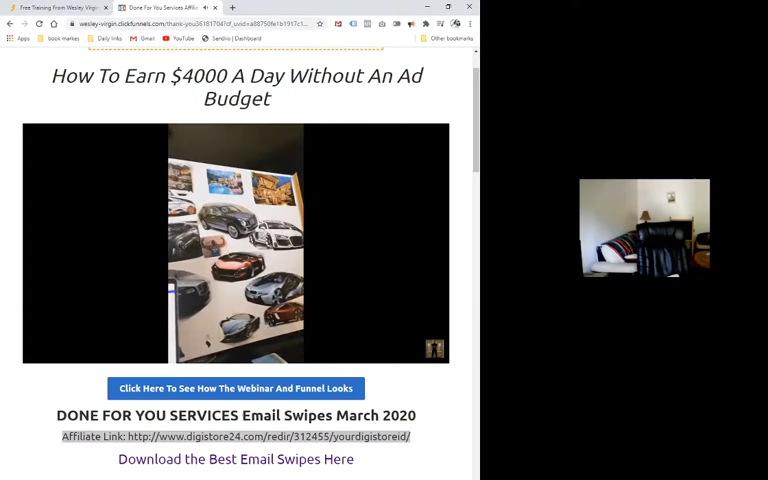 Free Training From Wesley Virgin
Done For You Services Affili
wesley-virgin.clickfunnels.com/thank-you36181704?cf_uvid=a88750fe1b1917c1...
Apps
book markes
Daily links
Gmail
YouTube
Sendiio | Dashboard
Other bookmarks
How To Earn $4000 A Day Without An Ad
Budget
Click Here To See How The Webinar And Funnel Looks
DONE FOR YOU SERVICES Email Swipes March 2020
Affiliate Link: http://www.digistore24.com/redir/312455/yourdigistoreid/
Download the Best Email Swipes Here